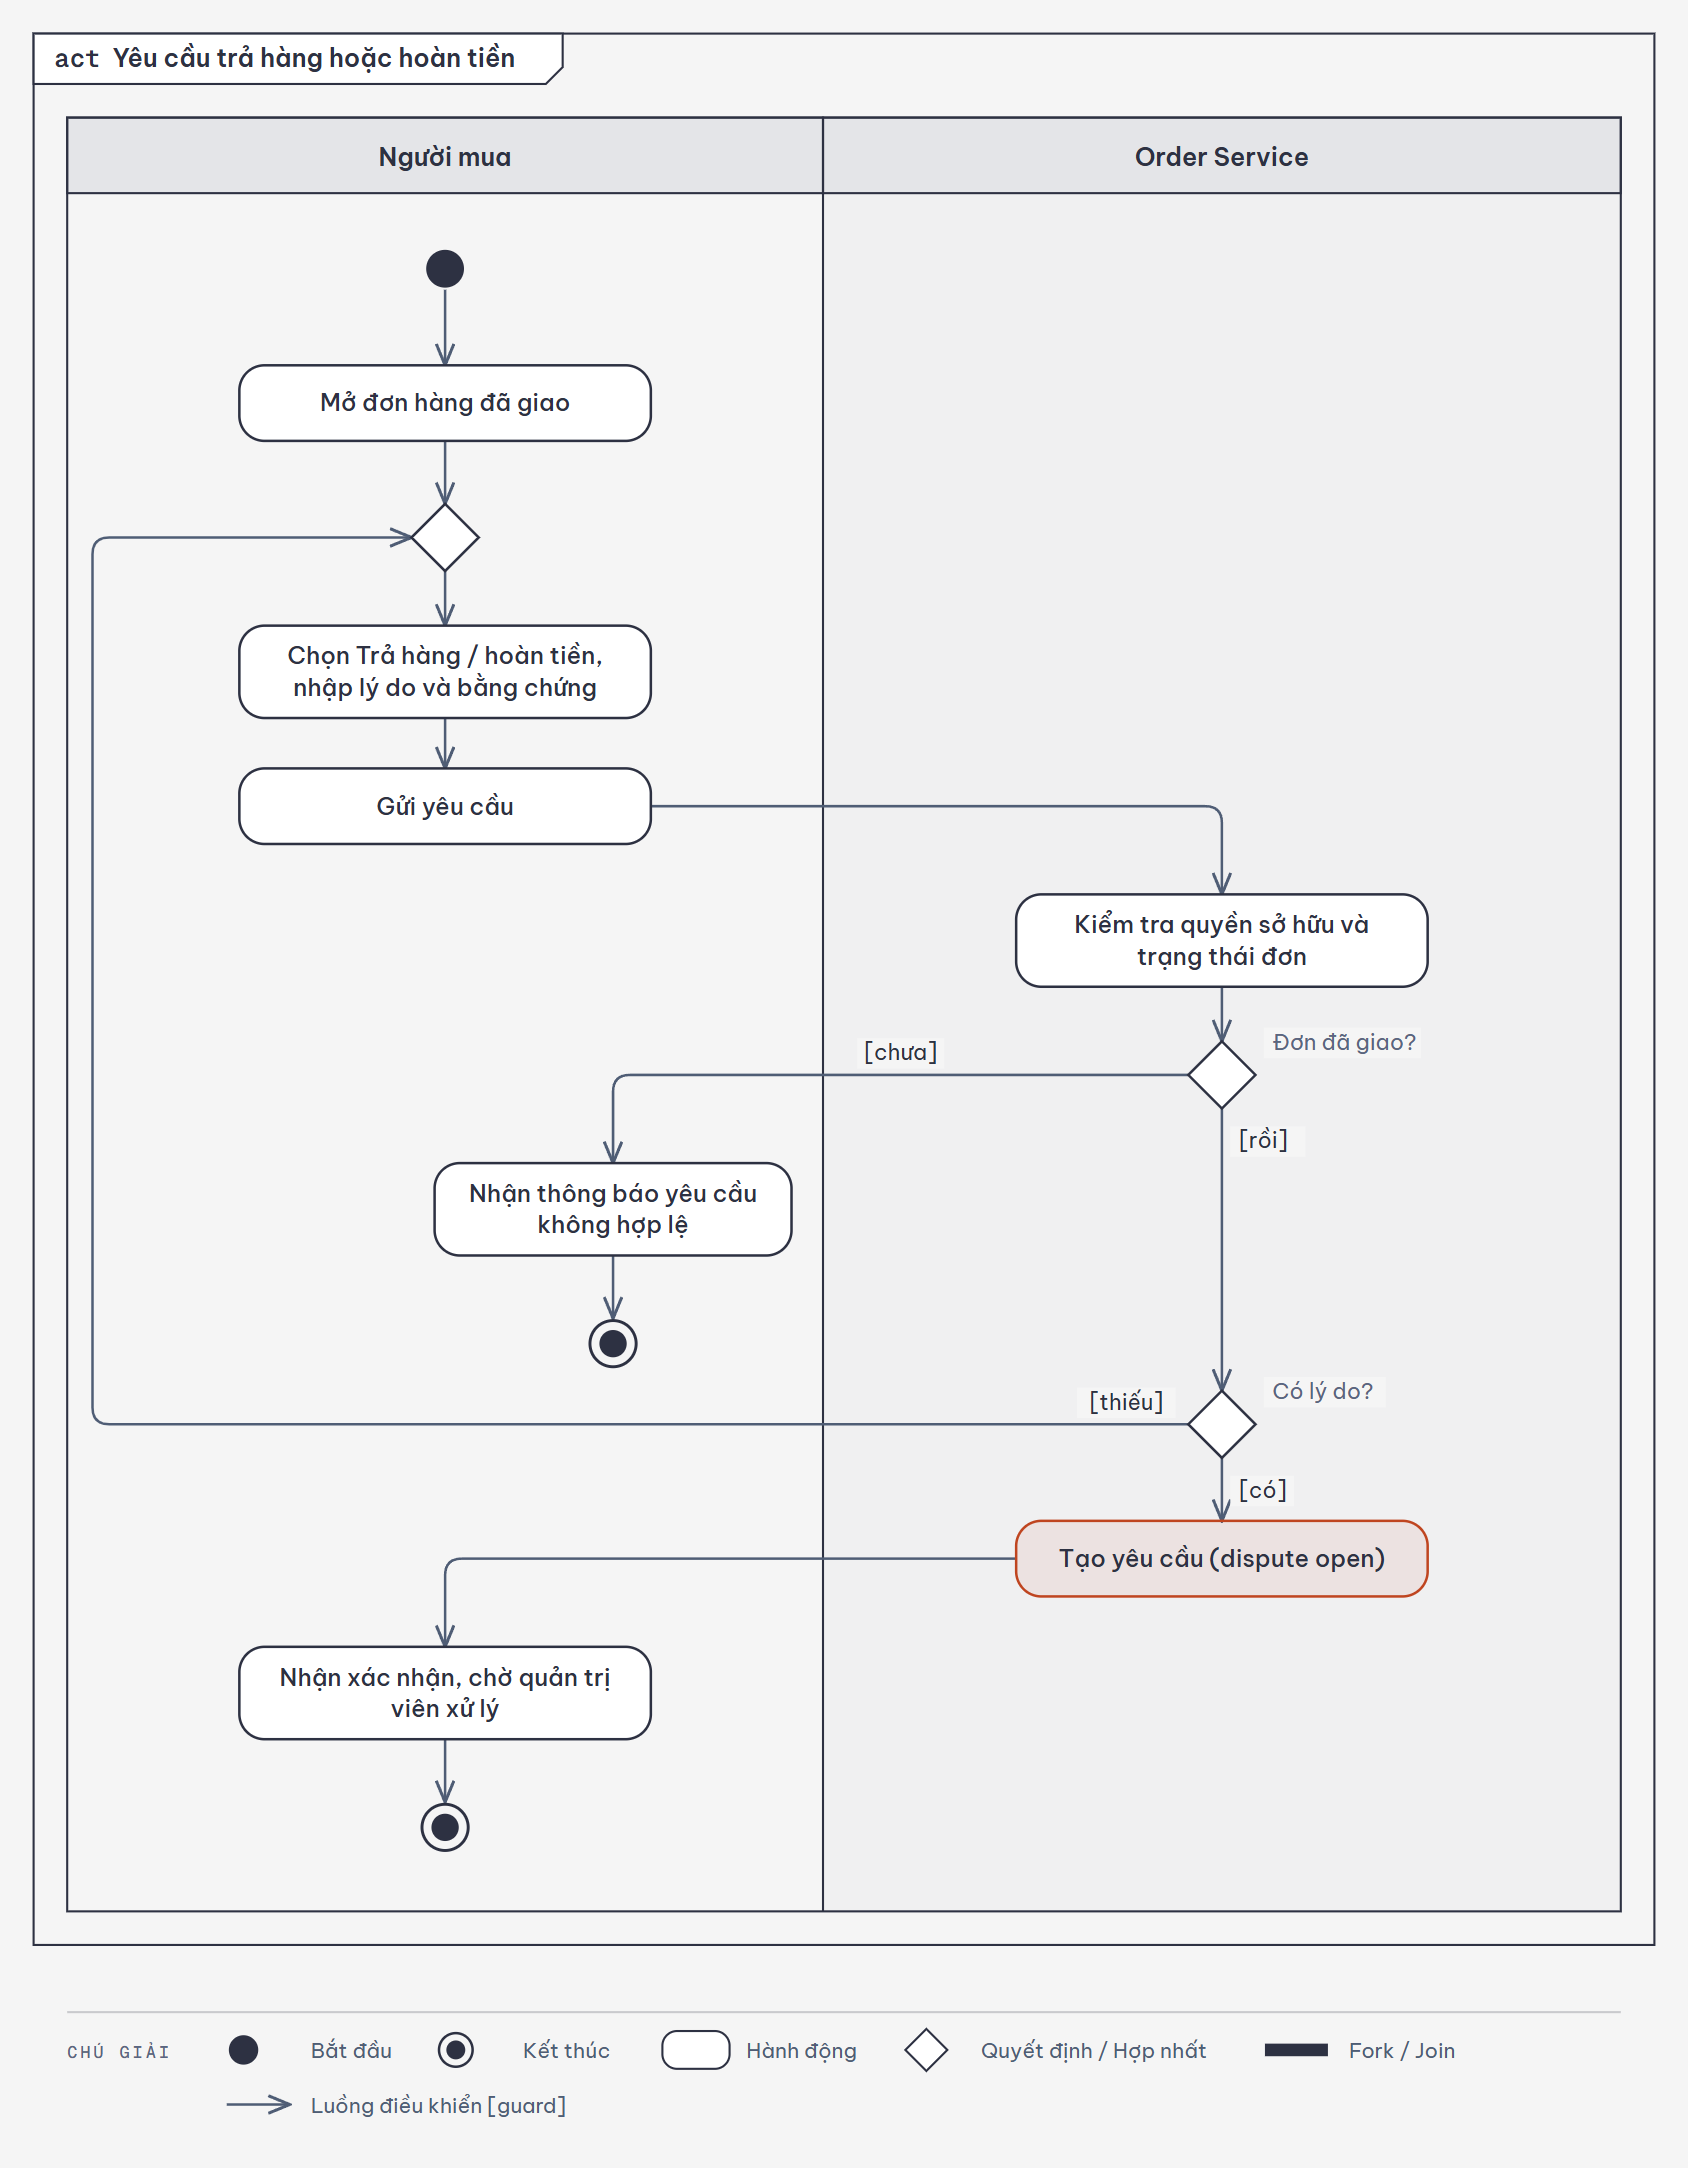 act Yêu cầu trả hàng hoặc hoàn tiền
Người mua
Order Service
Mở đơn hàng đã giao
Chọn Trả hàng / hoàn tiền,
nhập lý do và bằng chứng
Gửi yêu cầu
Kiểm tra quyền sở hữu và
trạng thái đơn
Đơn đã giao?
[chưa]
[rồi]
Nhận thông báo yêu cầu
không hợp lệ
Có lý do?
[thiếu]
[có]
Tạo yêu cầu (dispute open)
Nhận xác nhận, chờ quản trị
viên xử lý
CHÚ GIẢI
Bắt đầu
Kết thúc
Hành động
Quyết định / Hợp nhất
Fork / Join
Luồng điều khiển [guard]